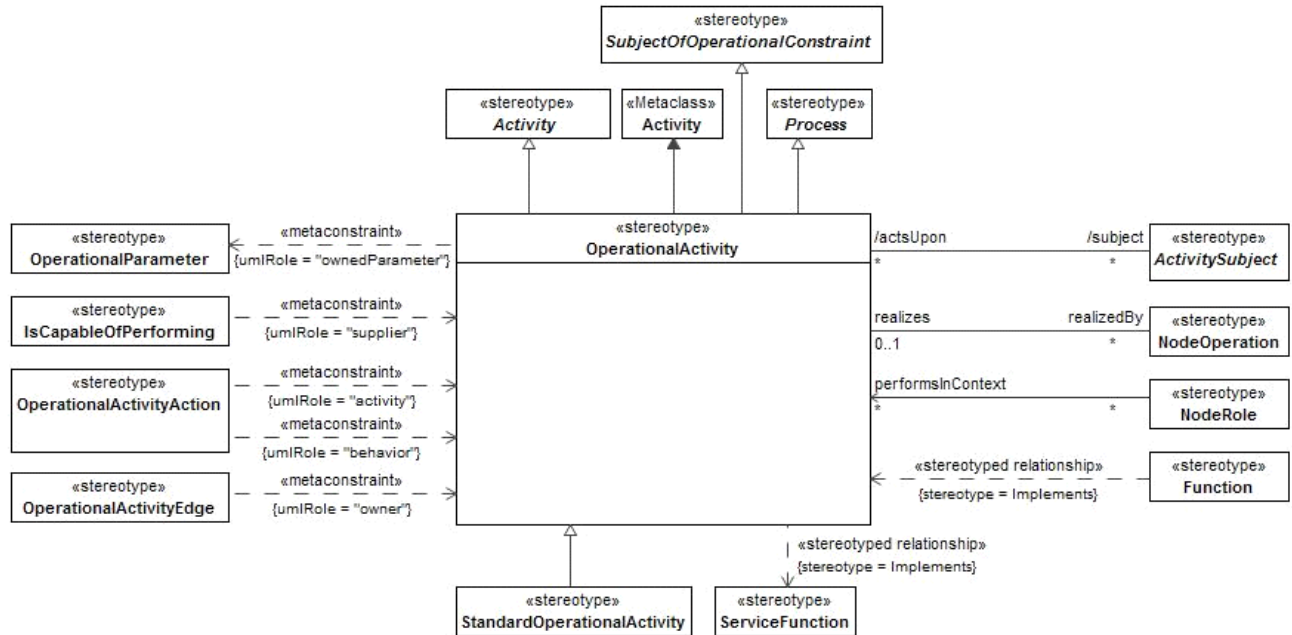 «stereotype»
SubjectOfOperationalConstraint
«stereotype»
Activity
«Metaclass»
Activity
«stereotype»
Process
«stereotype»
OperationalActivity
«stereotype»
OperationalParameter
«metaconstraint»
{umlRole = "ownedParameter"}
«stereotype»
IsCapableOfPerforming
«metaconstraint»
{umlRole = "supplier"}
«stereotype»
OperationalActivityAction
«metaconstraint»
{umlRole = "activity"}
«metaconstraint»
{umlRole = "behavior"}
«stereotype»
OperationalActivityEdge
«metaconstraint»
{umlRole = "owner"}
/actsUpon
/subject
*
*
«stereotype»
ActivitySubject
realizes
realizedBy
0..1
*
«stereotype»
NodeOperation
performsInContext
*
*
«stereotype»
NodeRole
«stereotyped relationship»
{stereotype = Implements}
«stereotype»
Function
«stereotyped relationship»
{stereotype = Implements}
«stereotype»
StandardOperationalActivity
«stereotype»
ServiceFunction